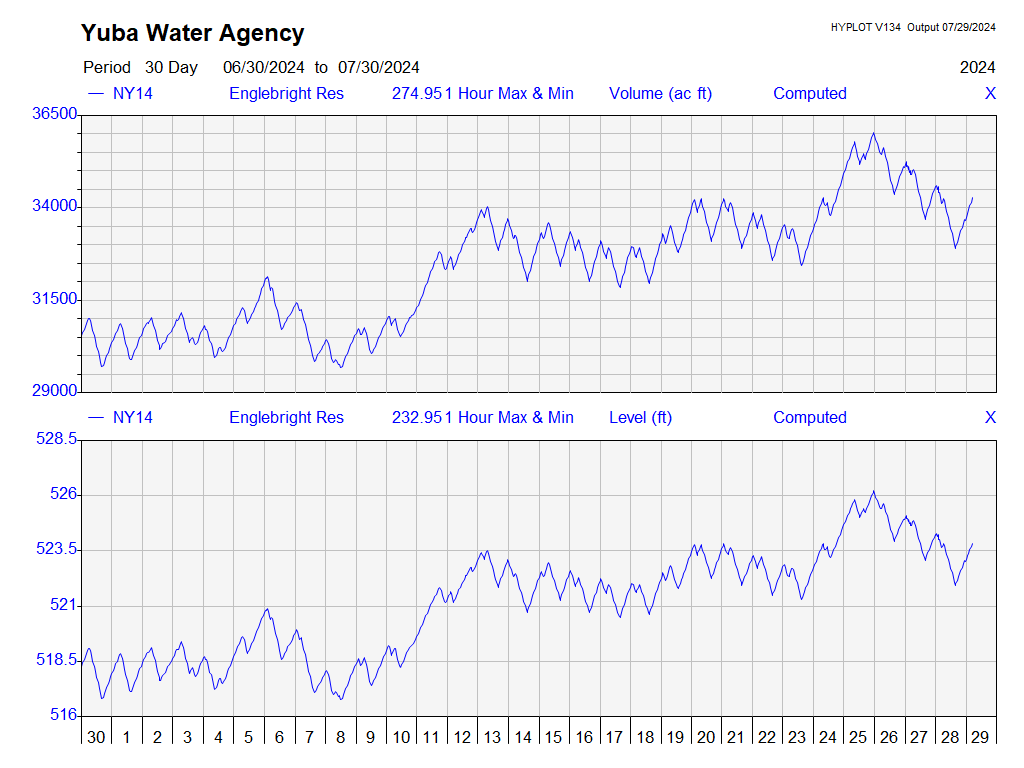 Yuba Water Agency
HYPLOT V134 Output 07/29/2024
Period 30 Day 06/30/2024 to 07/30/2024 2024
NY14 Englebright Res 274.951 Hour Max & Min Volume (ac ft) Computed X
36500
34000
31500
29000
NY14 Englebright Res 232.951 Hour Max & Min Level (ft) Computed X
528.5
526
523.5
521
518.5
516
30 1 2 3 4 5 6 7 8 9 10 11 12 13 14 15 16 17 18 19 20 21 22 23 24 25 26 27 28 29